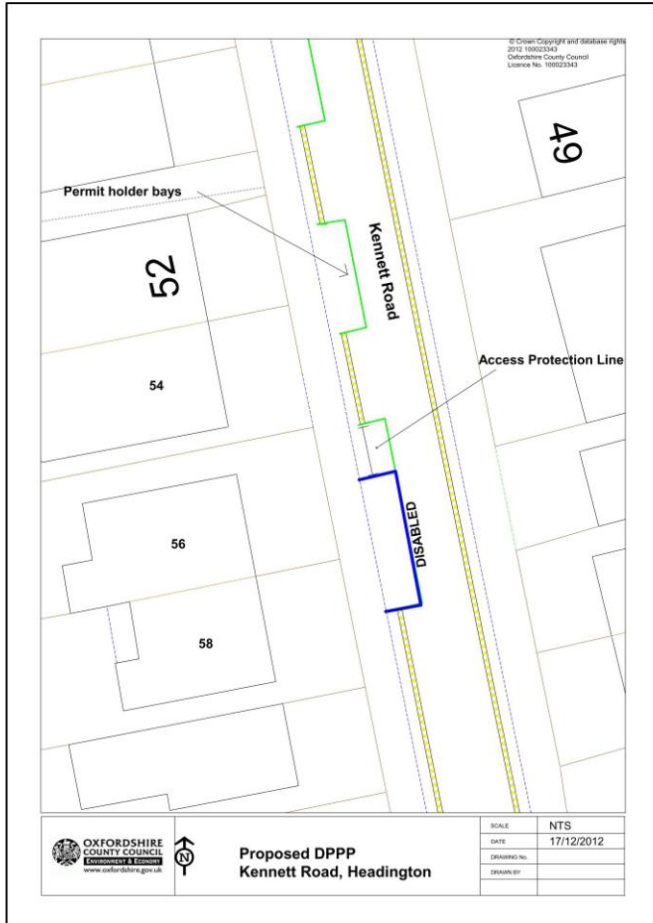 © Crown Copyright and database rights
2012 100023343
Oxfordshire County Council
Licence No. 100023343
49
Permit holder bays
Kennett Road
52
Access Protection Line
54
DISABLED
56
58
OXFORDSHIRE
COUNTY COUNCIL
ENVIRONMENT & ECONOMY
www.oxfordshire.gov.uk
N
Proposed DPPP
Kennett Road, Headington
SCALE NTS
DATE 17/12/2012
DRAWING No.
DRAWN BY